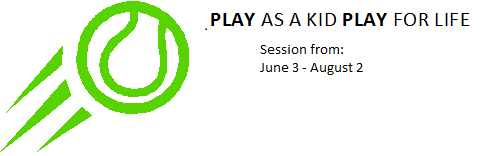 .PLAY AS A KID PLAY FOR LIFE
Session from:
June 3 - August 2